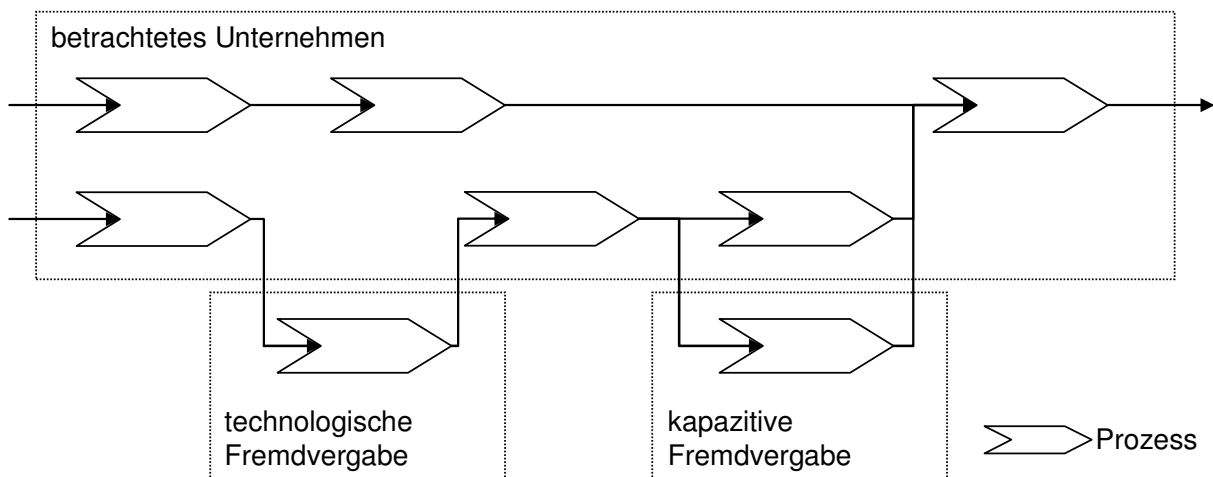 betrachtetes Unternehmen
technologische
Fremdvergabe
kapazitive
Fremdvergabe
Prozess